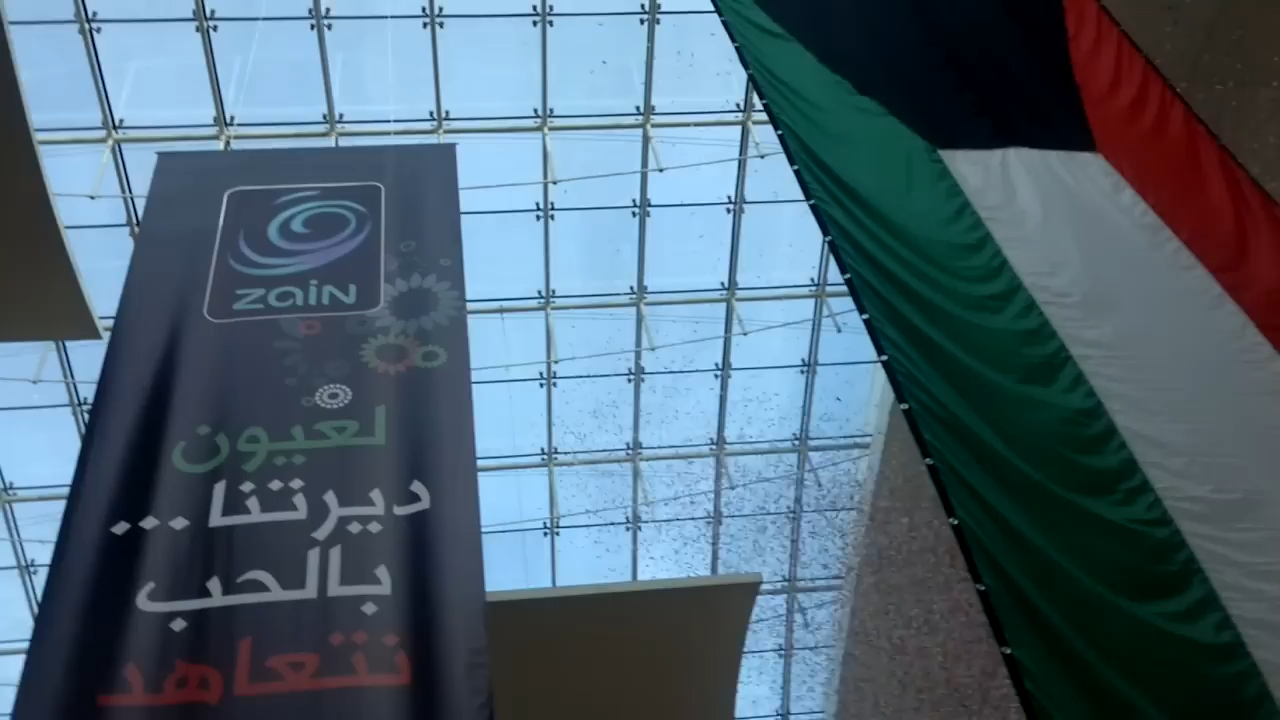 zain
لعيون
ديرتنا...
بالحب
نتعاهد